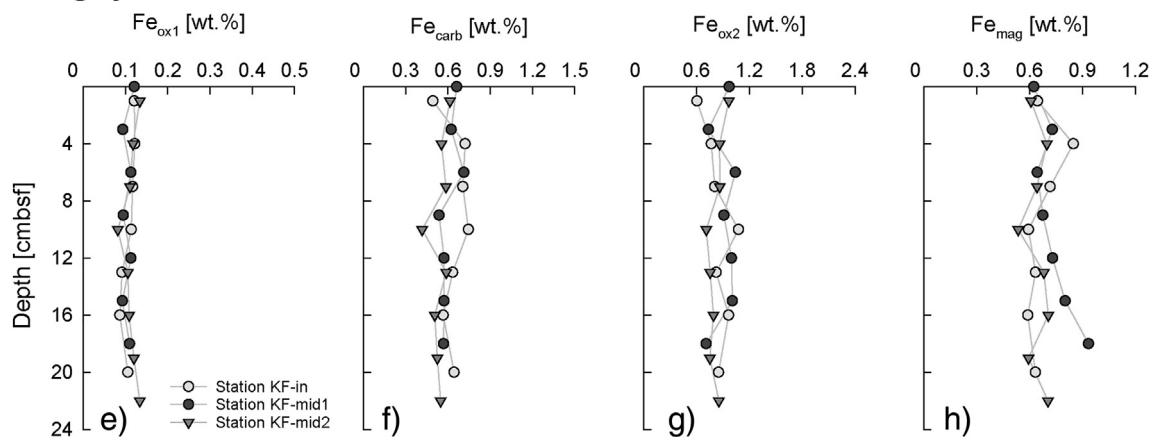 Fe_ox1 [wt.%] Fe_carb [wt.%] Fe_ox2 [wt.%] Fe_mag [wt.%]
0 0.1 0.2 0.3 0.4 0.5 0 0.3 0.6 0.9 1.2 1.5 0 0.6 1.2 1.8 2.4 0 0.3 0.6 0.9 1.2
4
8
12
16
20
24
Depth [cmbsf]
Station KF-in
Station KF-mid1
Station KF-mid2
e) f) g) h)